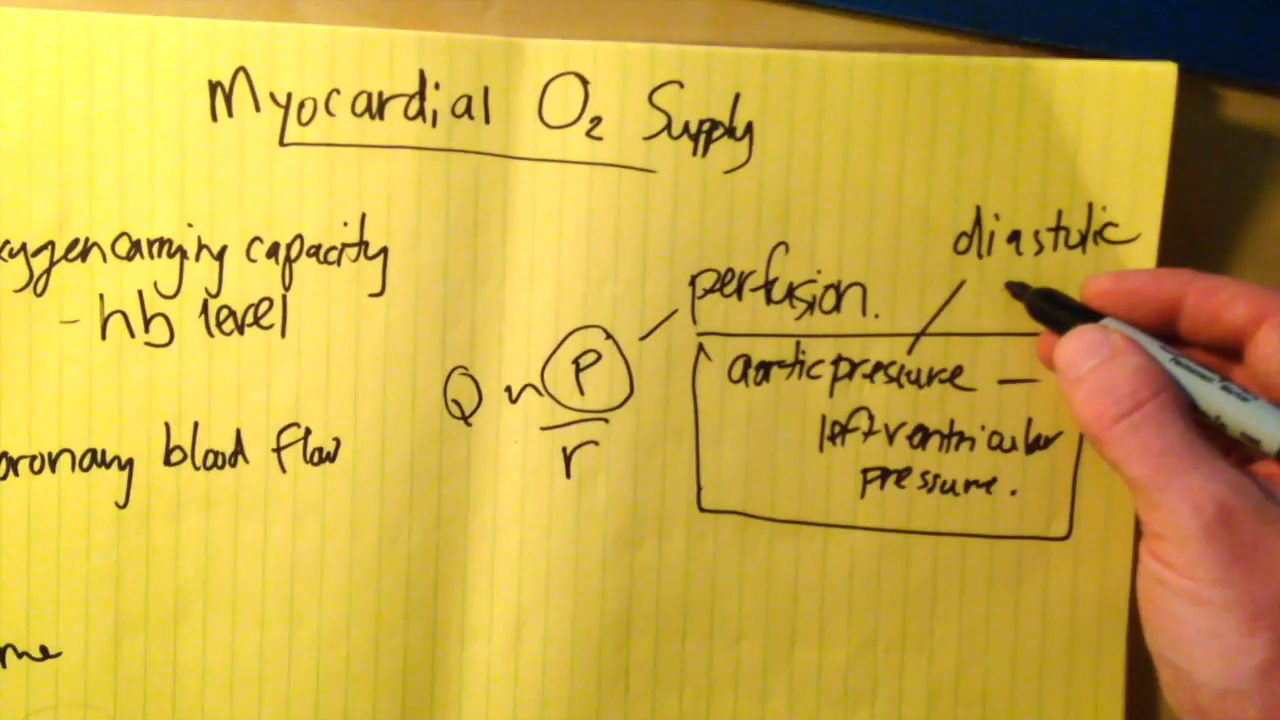 Myocardial O₂ Supply
xygen carrying capacity
- hb level
oronary blood flow
me
Q ∝ P
r
perfusion.
diastolic
aortic pressure —
left ventricular
pressure.